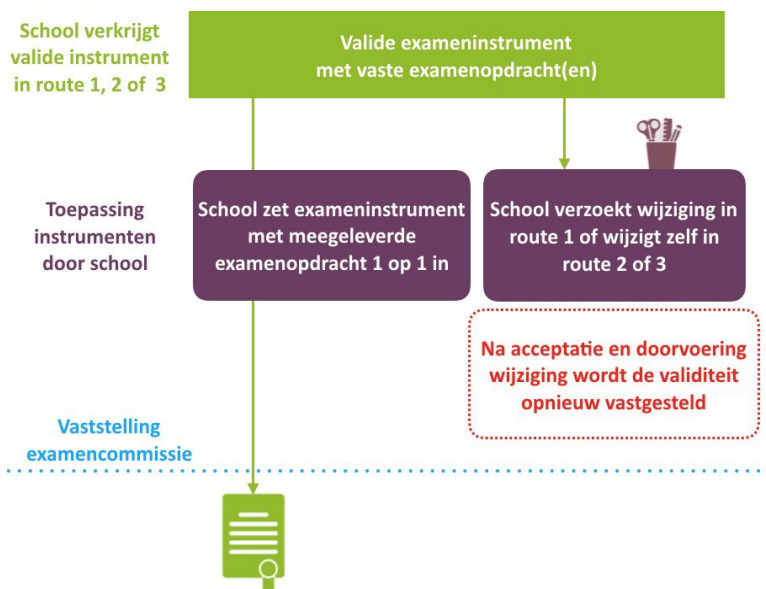 School verkrijgt
valide instrument
in route 1, 2 of 3
Valide exameninstrument
met vaste examenopdracht(en)
Toepassing
instrumenten
door school
School zet exameninstrument
met meegeleverde
examenopdracht 1 op 1 in
School verzoekt wijziging in
route 1 of wijzigt zelf in
route 2 of 3
Na acceptatie en doorvoering
wijziging wordt de validiteit
opnieuw vastgesteld
Vaststelling
examencommissie